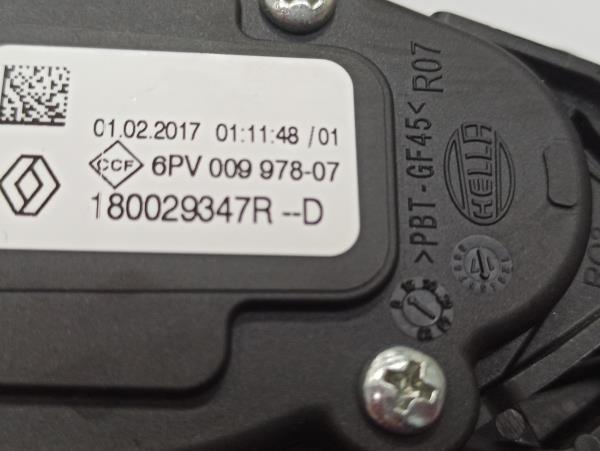 01.02.2017 01:11:48 /01
CCF 6PV 009 978-07
180029347R --D
>PBT-GF45< R07
HELLA